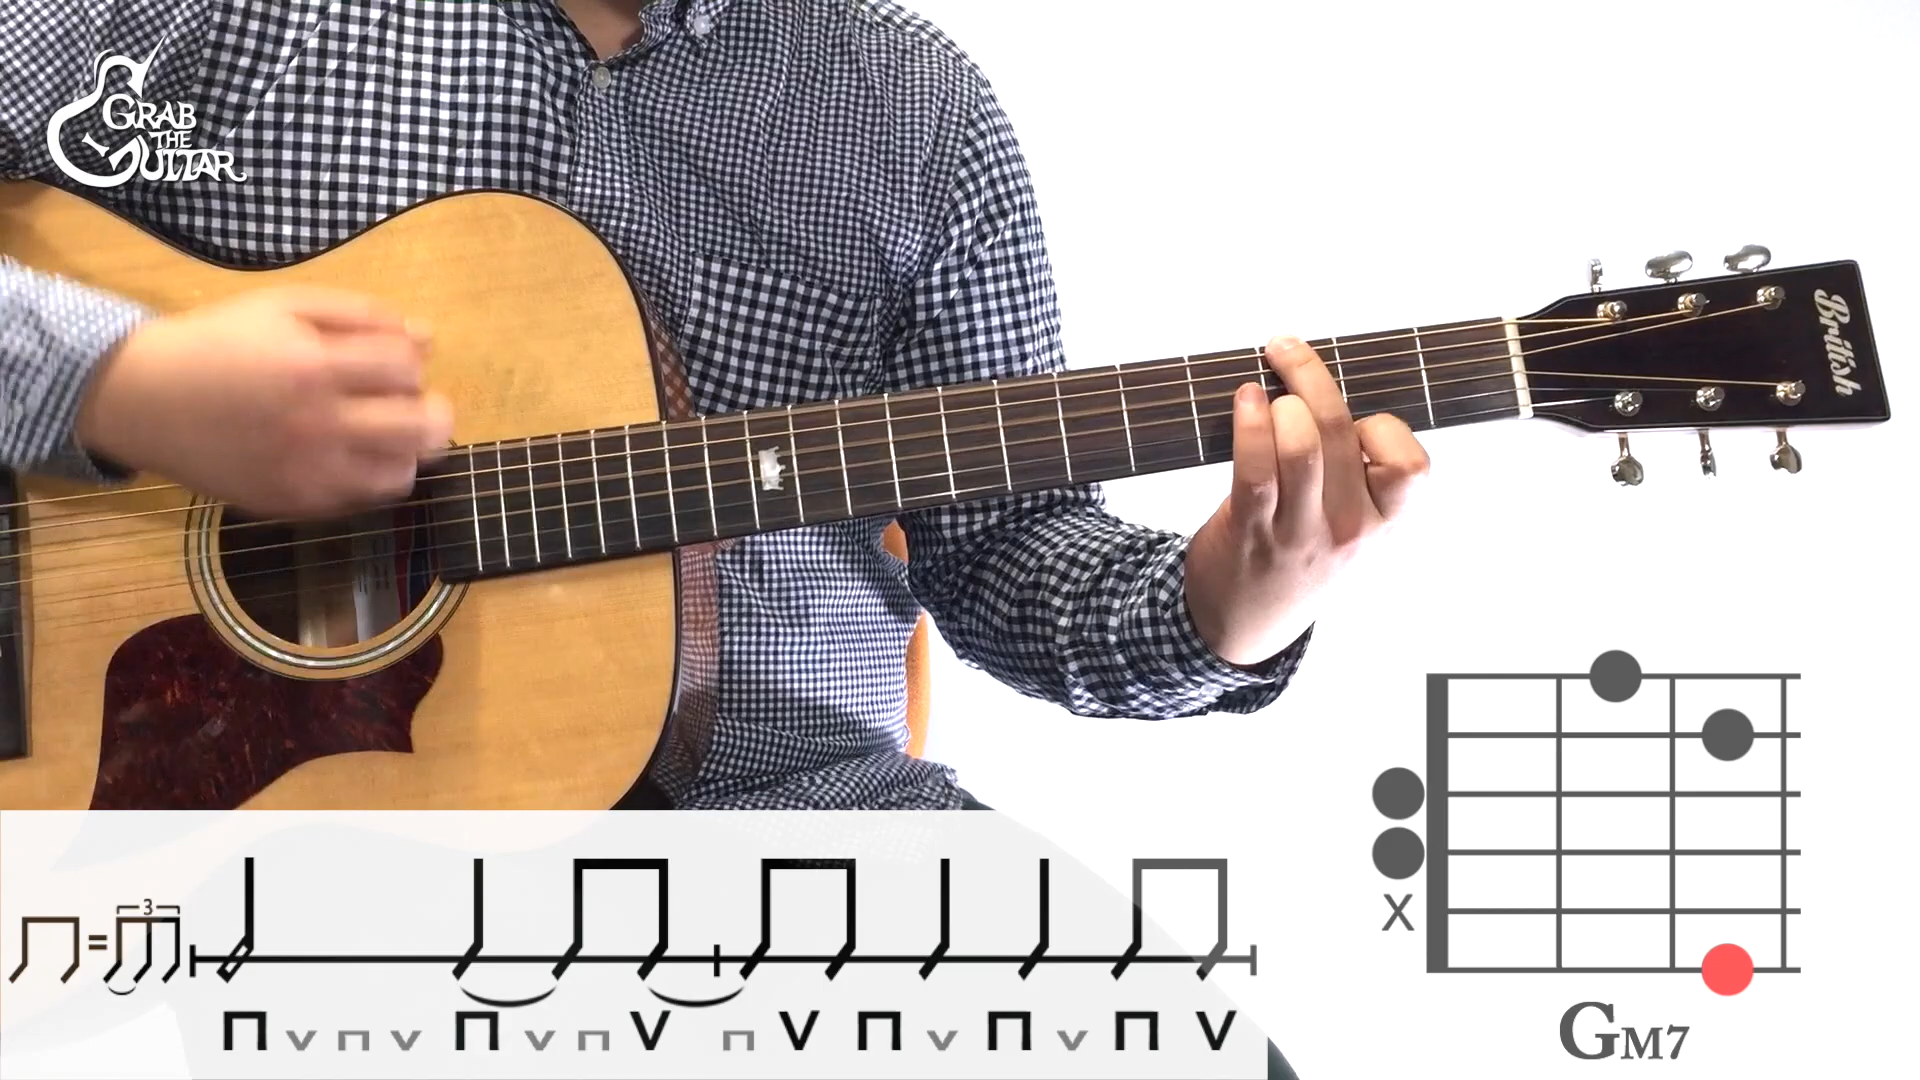 GRAB
THE
GUITAR
British
3
=
X
GM7